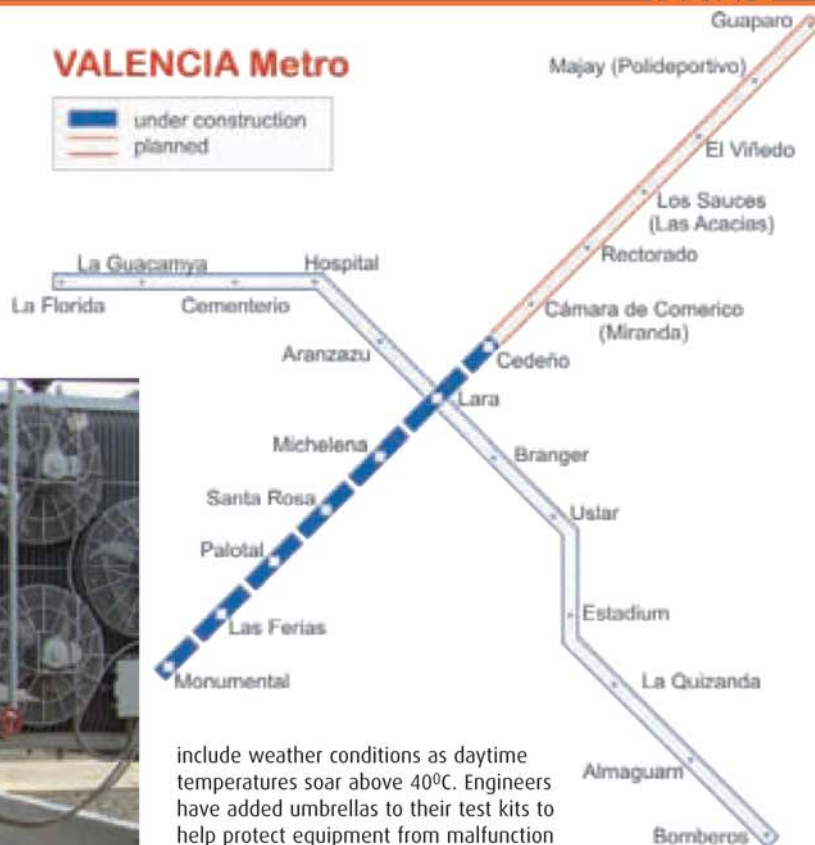 VALENCIA Metro
under construction
planned
Guaparo
Majay (Polideportivo)
El Viñedo
Los Sauces
(Las Acacias)
Rectorado
Cámara de Comerico
(Miranda)
Cedeño
Lara
La Guacamya
Hospital
La Florida
Cementerio
Aranzazu
Michelena
Branger
Santa Rosa
Uslar
Palotal
Las Ferias
Estadium
Monumental
La Quizanda
Almaguam
Bomberos
include weather conditions as daytime
temperatures soar above 40⁰C. Engineers
have added umbrellas to their test kits to
help protect equipment from malfunction